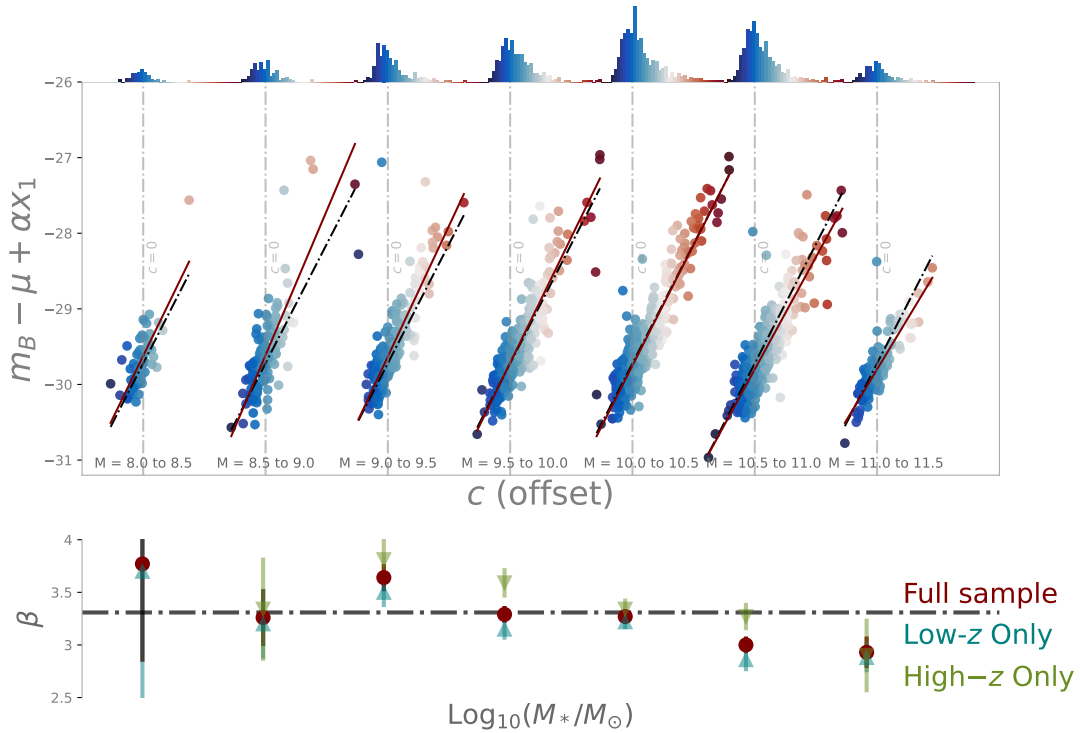 −26
−27
−28
−29
−30
−31
m_B − μ + αx₁
c = 0
c = 0
c = 0
c = 0
c = 0
c = 0
c = 0
M = 8.0 to 8.5
M = 8.5 to 9.0
M = 9.0 to 9.5
M = 9.5 to 10.0
M = 10.0 to 10.5
M = 10.5 to 11.0
M = 11.0 to 11.5
c (offset)
4
3.5
3
2.5
β
Full sample
Low-z Only
High−z Only
Log₁₀(M_*/M_⊙)